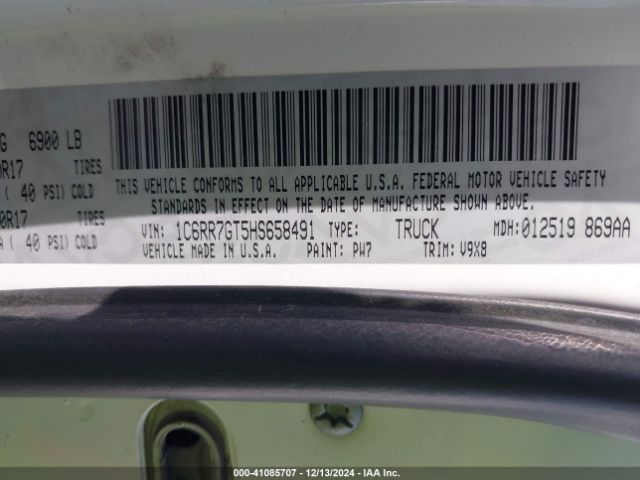 G 6900 LB
0R17 TIRES
( 40 PSI) COLD
0R17 TIRES
A ( 40 PSI) COLD
THIS VEHICLE CONFORMS TO ALL APPLICABLE U.S.A. FEDERAL MOTOR VEHICLE SAFETY
STANDARDS IN EFFECT ON THE DATE OF MANUFACTURE SHOWN ABOVE.
VIN: 1C6RR7GT5HS658491 TYPE: TRUCK MDH: 012519 869AA
VEHICLE MADE IN U.S.A. PAINT: PW7 TRIM: V9X8
000-41085707 - 12/13/2024 - IAA Inc.